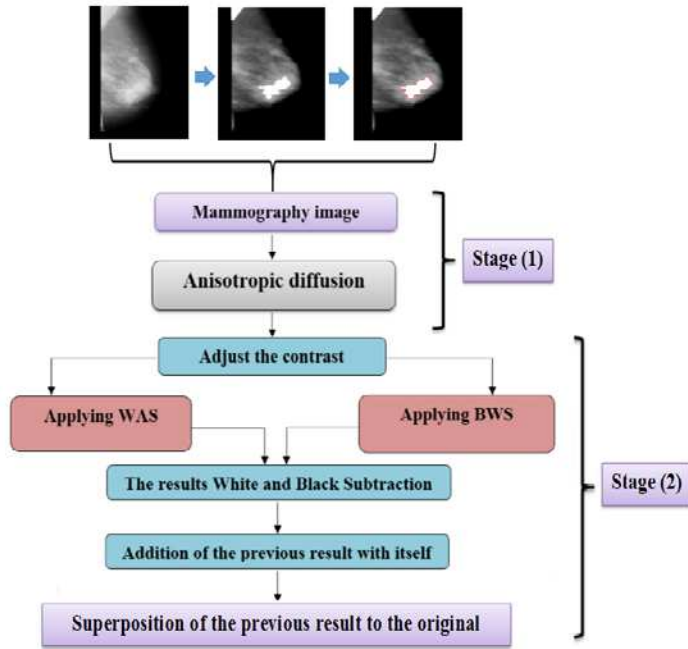 Mammography image
Stage (1)
Anisotropic diffusion
Adjust the contrast
Applying WAS
Applying BWS
The results White and Black Subtraction
Stage (2)
Addition of the previous result with itself
Superposition of the previous result to the original